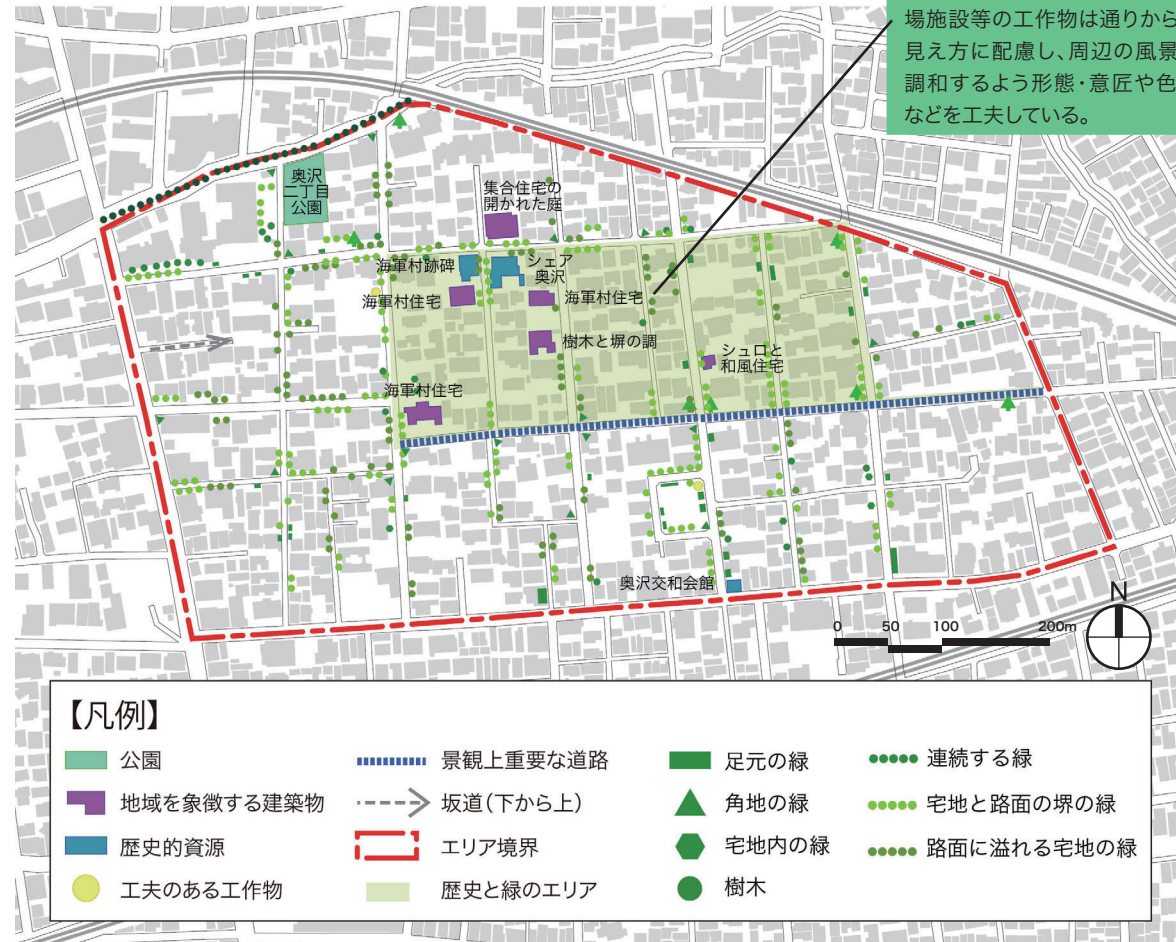 場施設等の工作物は通りから
見え方に配慮し、周辺の風景
調和するよう形態・意匠や色
などを工夫している。
奥沢
二丁目
公園
集合住宅の
開かれた庭
海軍村跡碑
シェア
奥沢
海軍村住宅
海軍村住宅
樹木と塀の調
シュロと
和風住宅
海軍村住宅
奥沢交和会館
N
0 50 100 200m
【凡例】
公園
地域を象徴する建築物
歴史的資源
工夫のある工作物
景観上重要な道路
坂道(下から上)
エリア境界
歴史と緑のエリア
足元の緑
角地の緑
宅地内の緑
樹木
連続する緑
宅地と路面の堺の緑
路面に溢れる宅地の緑